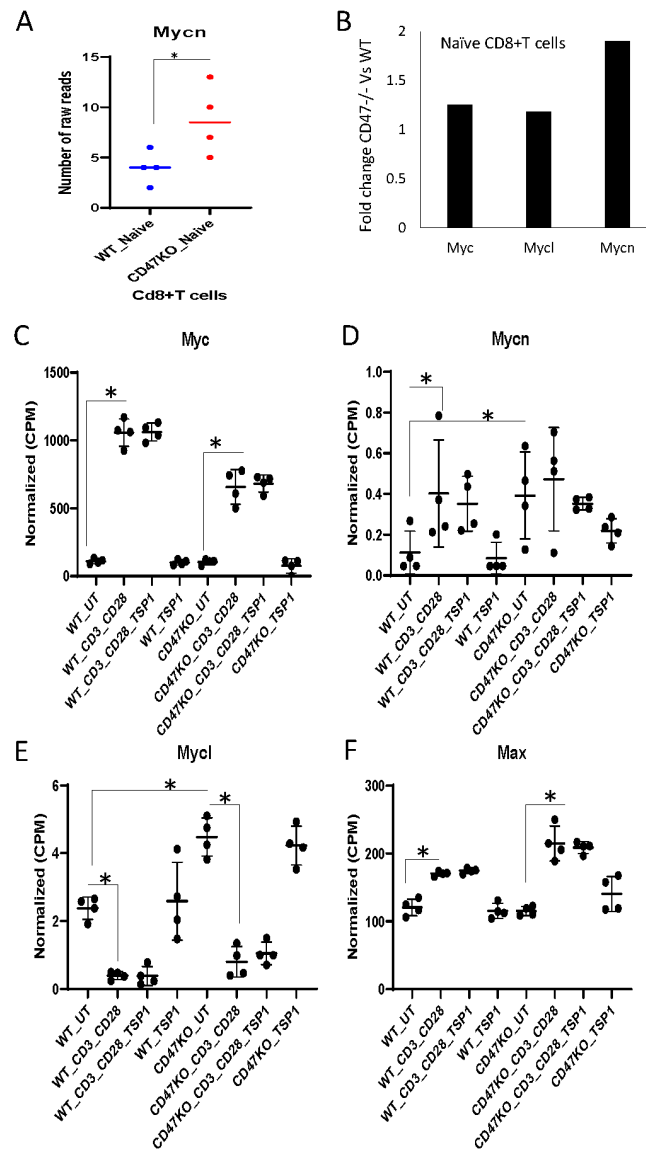 A
Mycn
*
Number of raw reads
15
10
5
0
WT_Naive
CD47KO_Naive
Cd8+T cells
B
Naïve CD8+T cells
Fold change CD47-/- Vs WT
2
1.5
1
0.5
0
Myc
Mycl
Mycn
C
Myc
Normalized (CPM)
1500
1000
500
0
*
*
WT_UT
WT_CD3_CD28
WT_CD3_CD28_TSP1
WT_TSP1
CD47KO_UT
CD47KO_CD3_CD28
CD47KO_CD3_CD28_TSP1
CD47KO_TSP1
D
Mycn
Normalized (CPM)
1.0
0.8
0.6
0.4
0.2
0.0
*
*
WT_UT
WT_CD3_CD28
WT_CD3_CD28_TSP1
WT_TSP1
CD47KO_UT
CD47KO_CD3_CD28
CD47KO_CD3_CD28_TSP1
CD47KO_TSP1
E
Mycl
Normalized (CPM)
6
4
2
0
*
*
*
WT_UT
WT_CD3_CD28
WT_CD3_CD28_TSP1
WT_TSP1
CD47KO_UT
CD47KO_CD3_CD28
CD47KO_CD3_CD28_TSP1
CD47KO_TSP1
F
Max
Normalized (CPM)
300
200
100
0
*
*
WT_UT
WT_CD3_CD28
WT_CD3_CD28_TSP1
WT_TSP1
CD47KO_UT
CD47KO_CD3_CD28
CD47KO_CD3_CD28_TSP1
CD47KO_TSP1